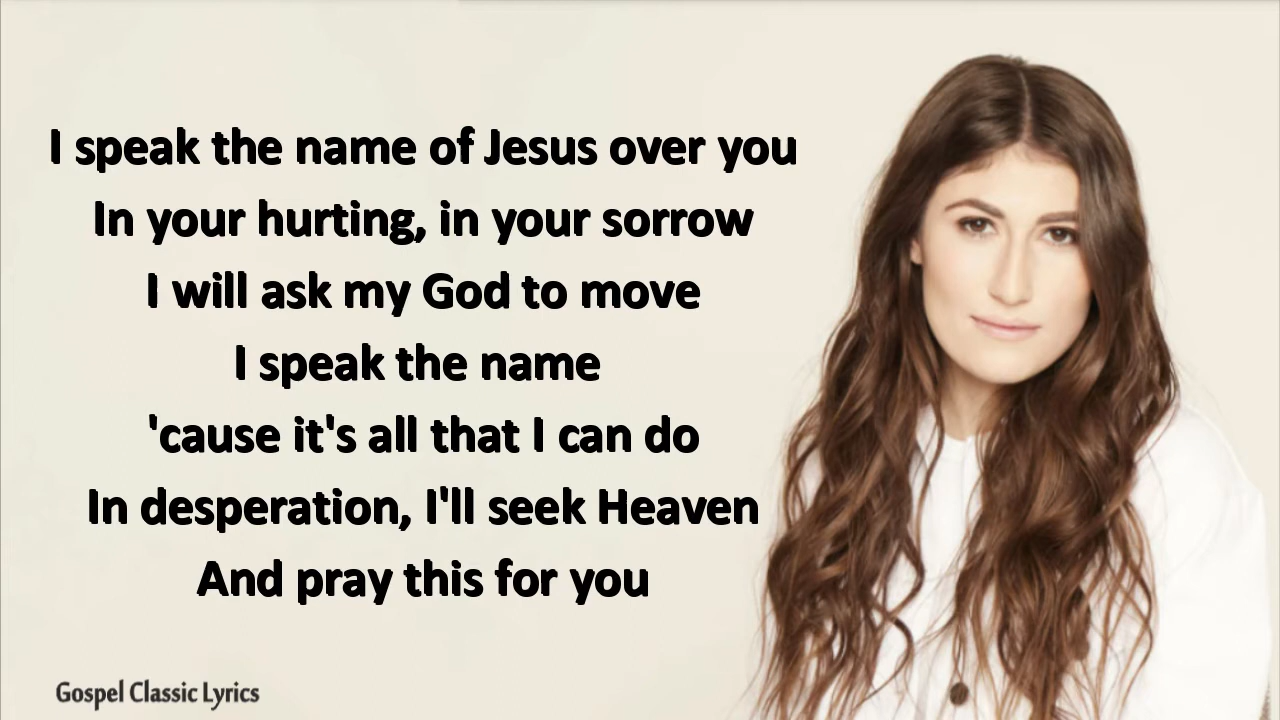 I speak the name of Jesus over you
In your hurting, in your sorrow
I will ask my God to move
I speak the name
'cause it's all that I can do
In desperation, I'll seek Heaven
And pray this for you
Gospel Classic Lyrics